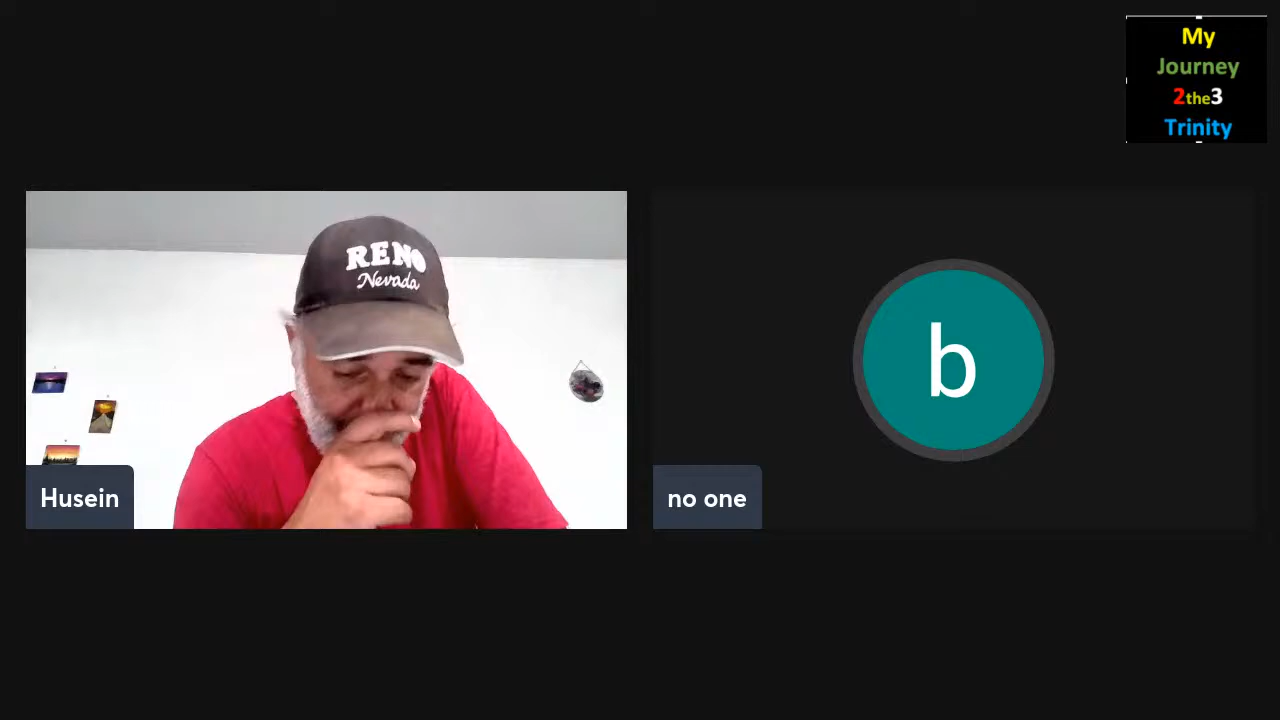 My
Journey
2the3
Trinity
RENO
Nevada
Husein
b
no one